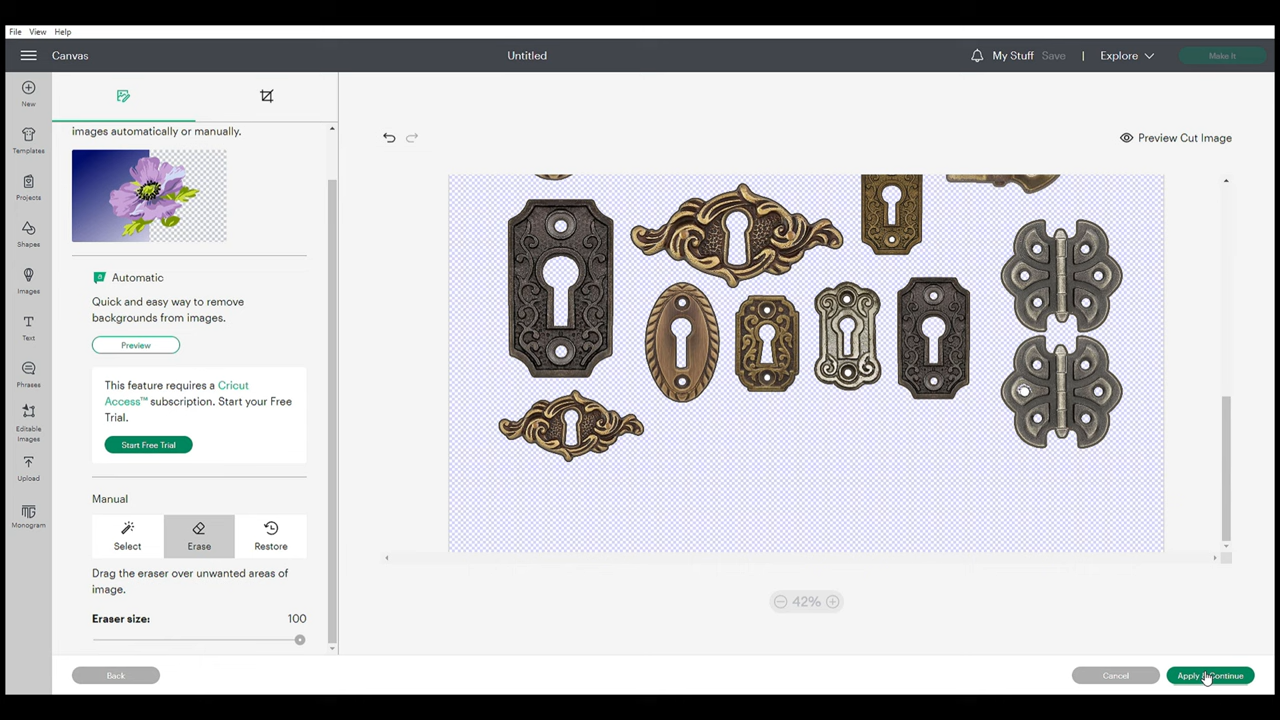 File View Help
Canvas
Untitled
My Stuff Save | Explore
Make It
New
Templates
Projects
Shapes
Images
Text
Phrases
Editable
Images
Upload
Monogram
images automatically or manually.
Automatic
Quick and easy way to remove
backgrounds from images.
Preview
This feature requires a Cricut
Access™ subscription. Start your Free
Trial.
Start Free Trial
Manual
Select
Erase
Restore
Drag the eraser over unwanted areas of
image.
Eraser size: 100
Back
Preview Cut Image
42%
Cancel
Apply & Continue